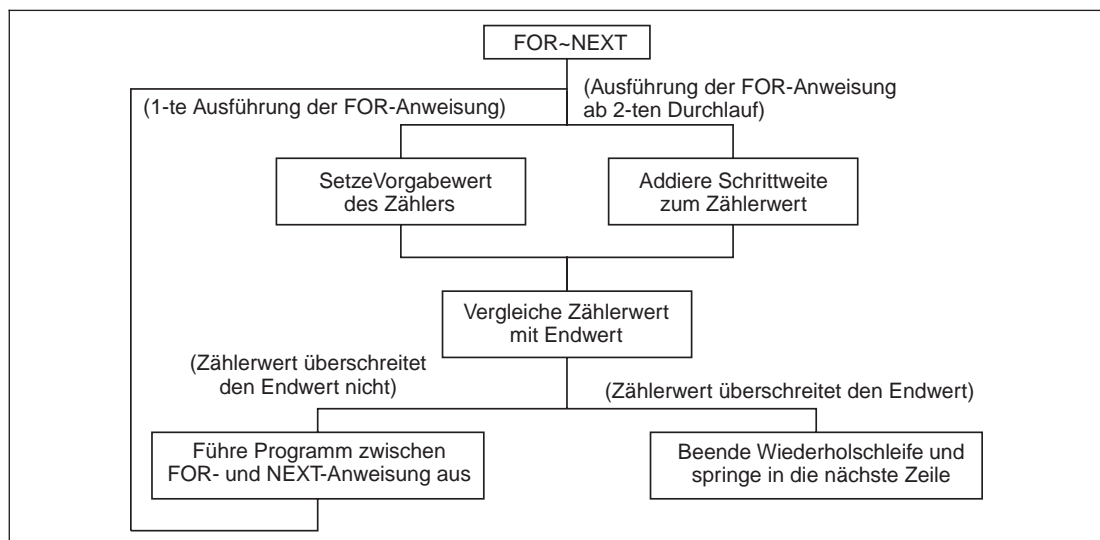 FOR~NEXT
(1-te Ausführung der FOR-Anweisung)
(Ausführung der FOR-Anweisung
ab 2-ten Durchlauf)
SetzeVorgabewert
des Zählers
Addiere Schrittweite
zum Zählerwert
Vergleiche Zählerwert
mit Endwert
(Zählerwert überschreitet
den Endwert nicht)
(Zählerwert überschreitet den Endwert)
Führe Programm zwischen
FOR- und NEXT-Anweisung aus
Beende Wiederholschleife und
springe in die nächste Zeile